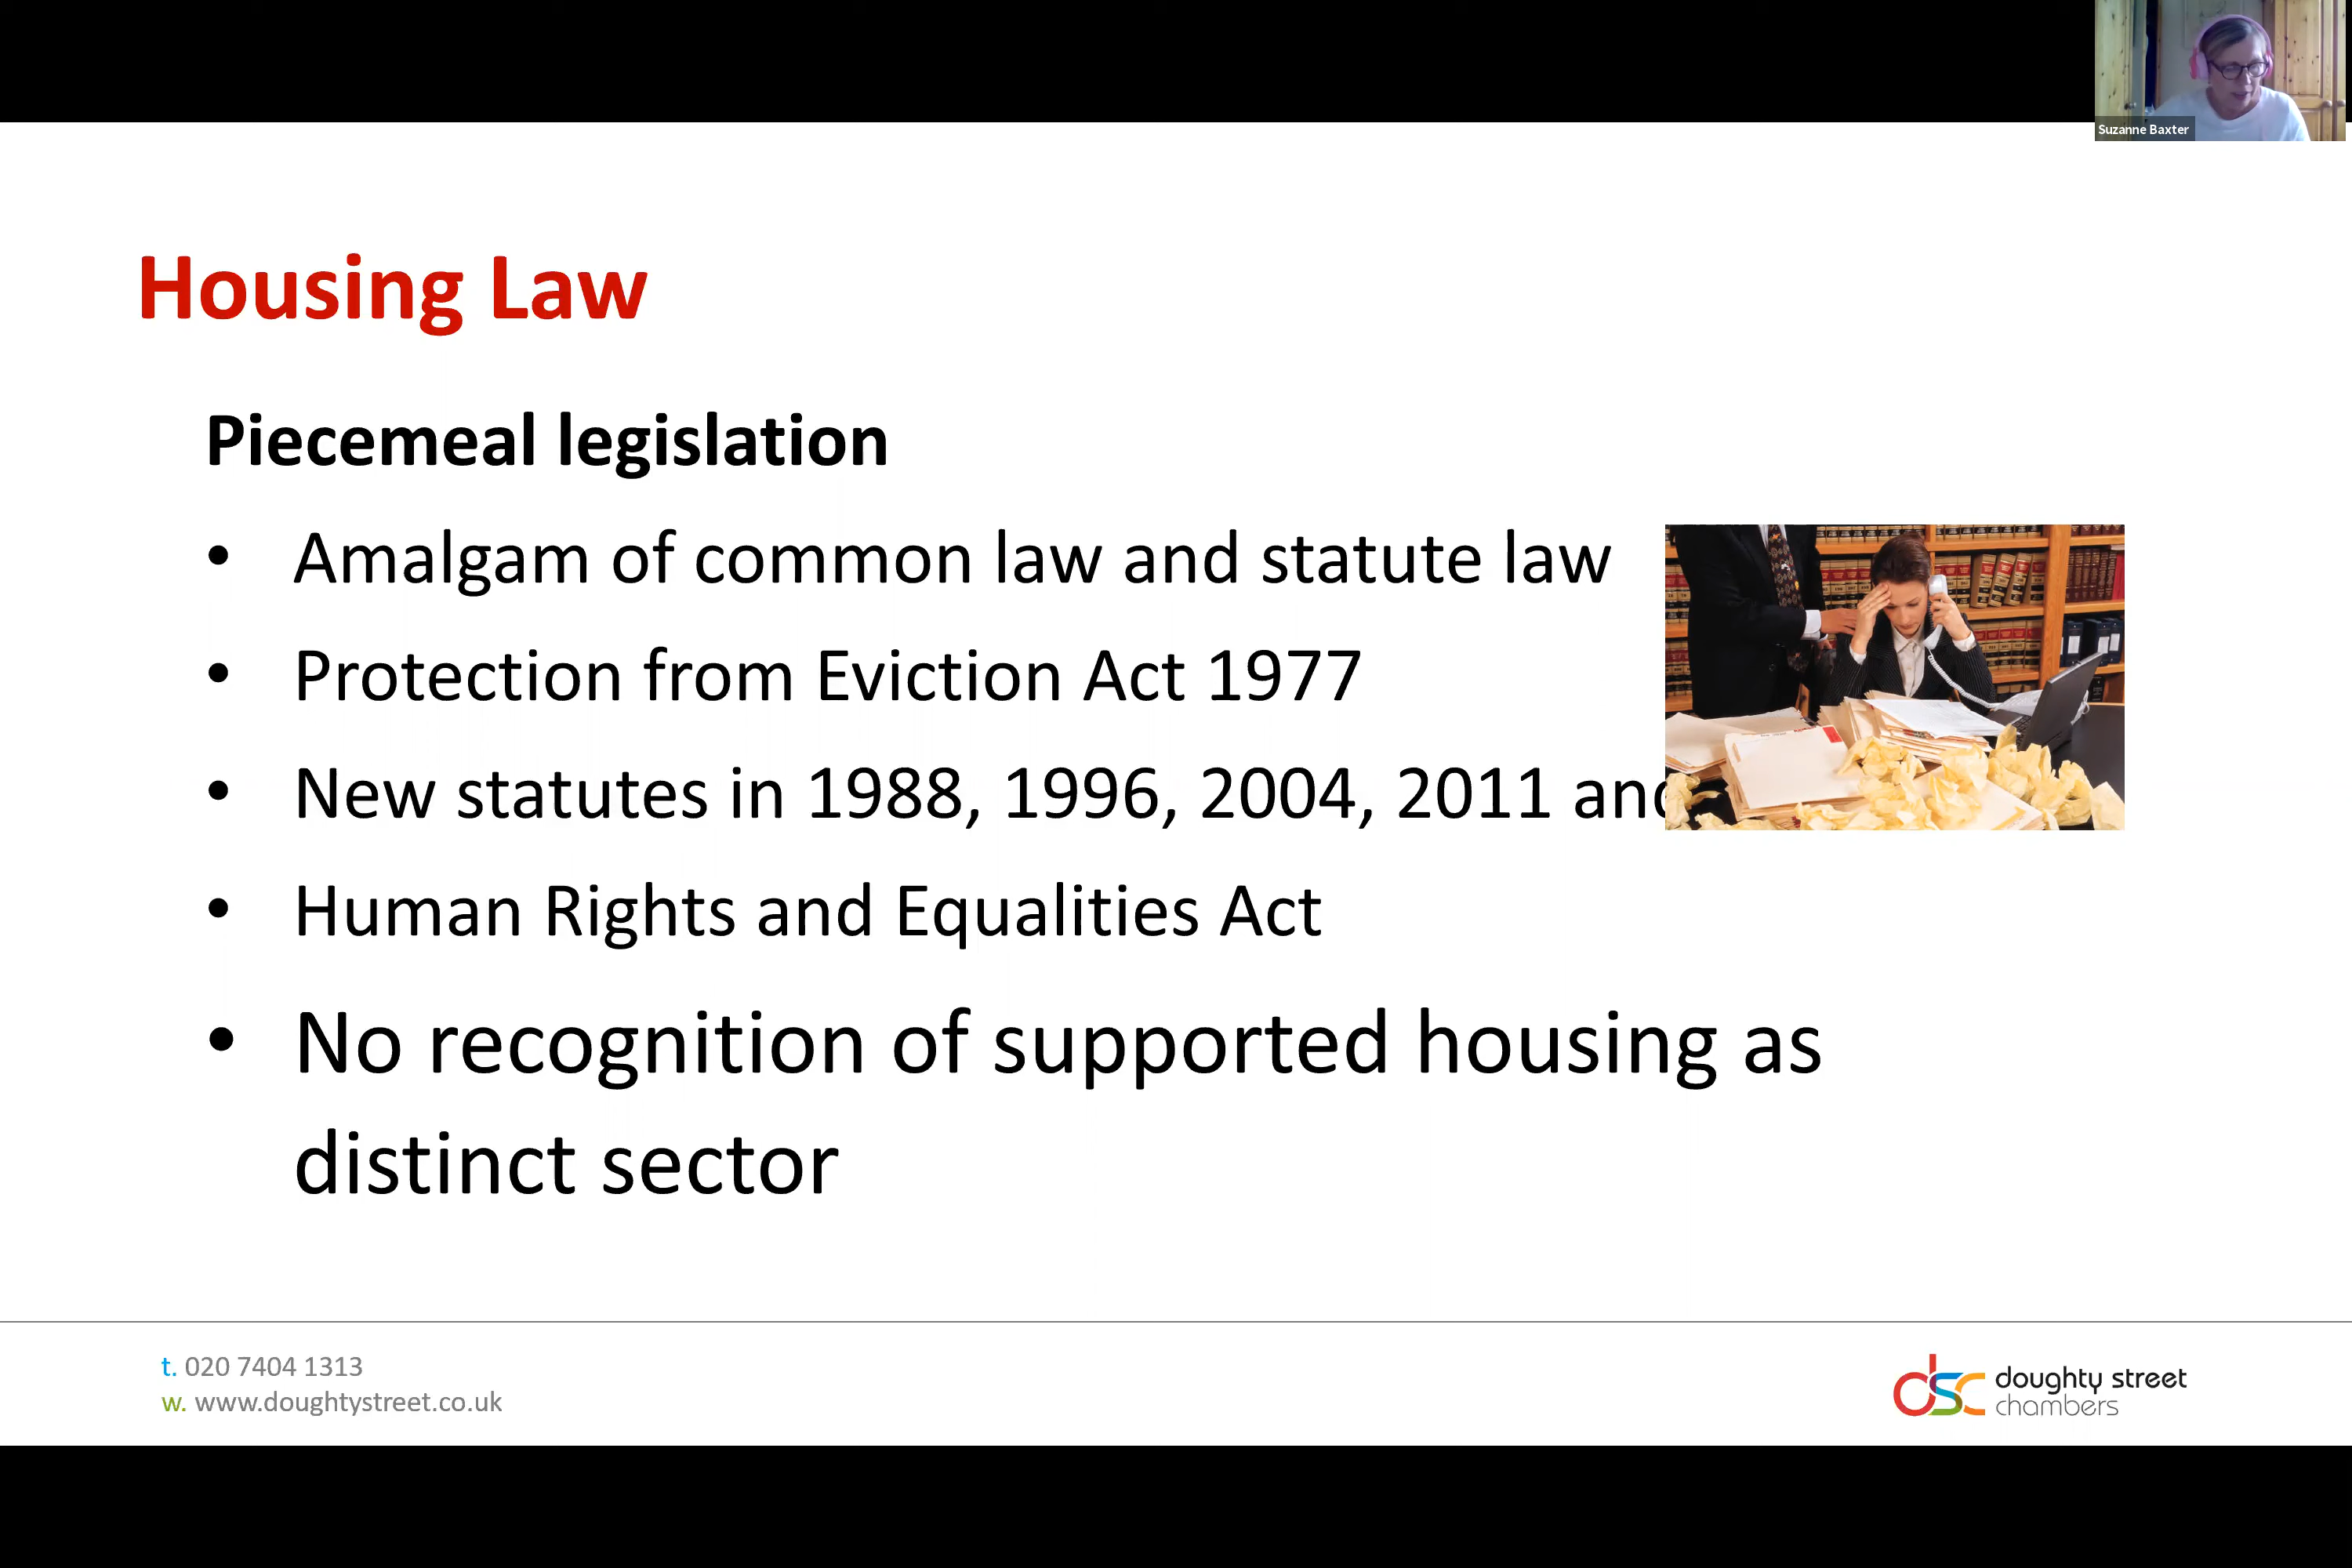 Suzanne Baxter
Housing Law
Piecemeal legislation
• Amalgam of common law and statute law
• Protection from Eviction Act 1977
• New statutes in 1988, 1996, 2004, 2011 and
• Human Rights and Equalities Act
• No recognition of supported housing as
distinct sector
t. 020 7404 1313
w. www.doughtystreet.co.uk
dsc doughty street
chambers